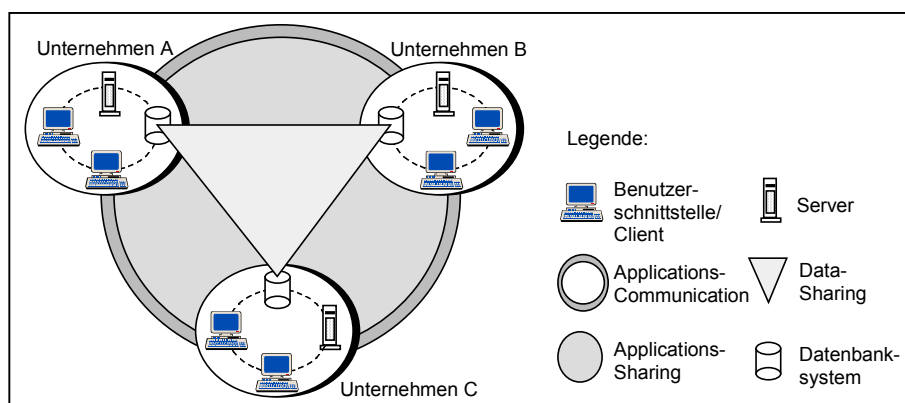 Unternehmen A
Unternehmen B
Unternehmen C
Legende:
Benutzer-
schnittstelle/
Client
Server
Applications-
Communication
Data-
Sharing
Applications-
Sharing
Datenbank-
system